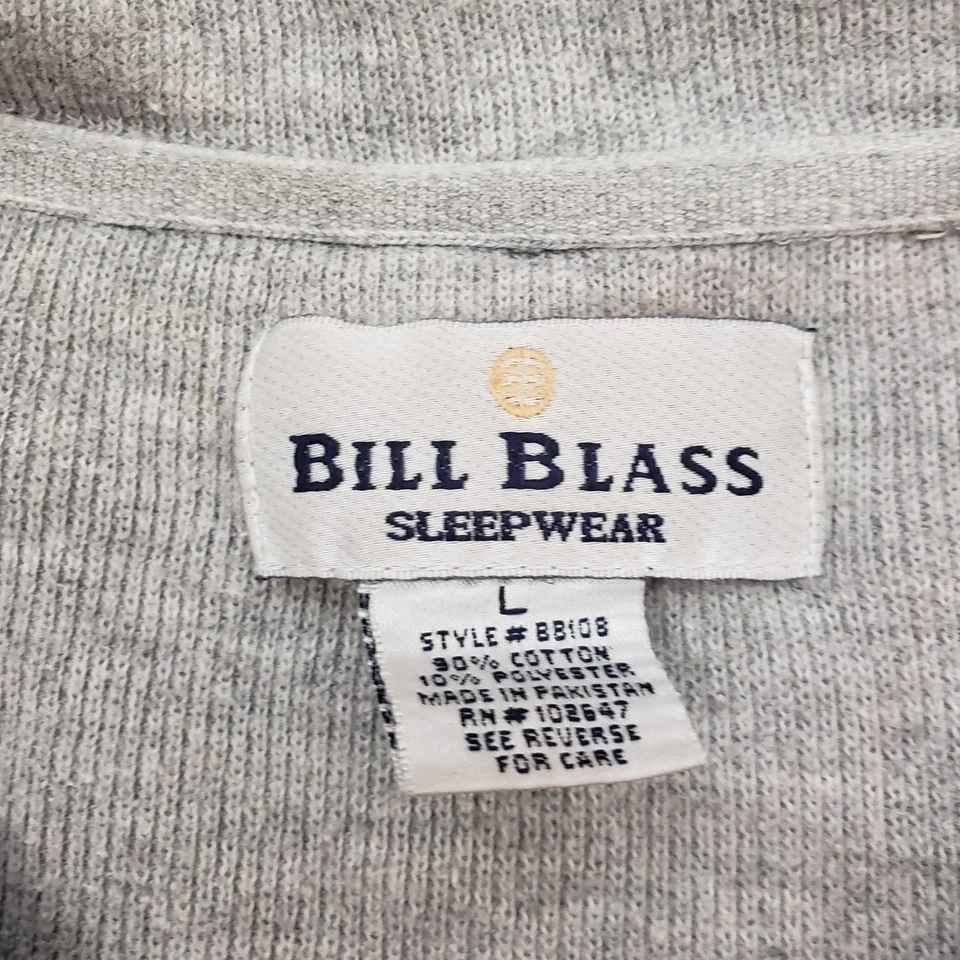 BILL BLASS
SLEEPWEAR
L
STYLE # BB108
90% COTTON
10% POLYESTER
MADE IN PAKISTAN
RN # 102647
SEE REVERSE
FOR CARE